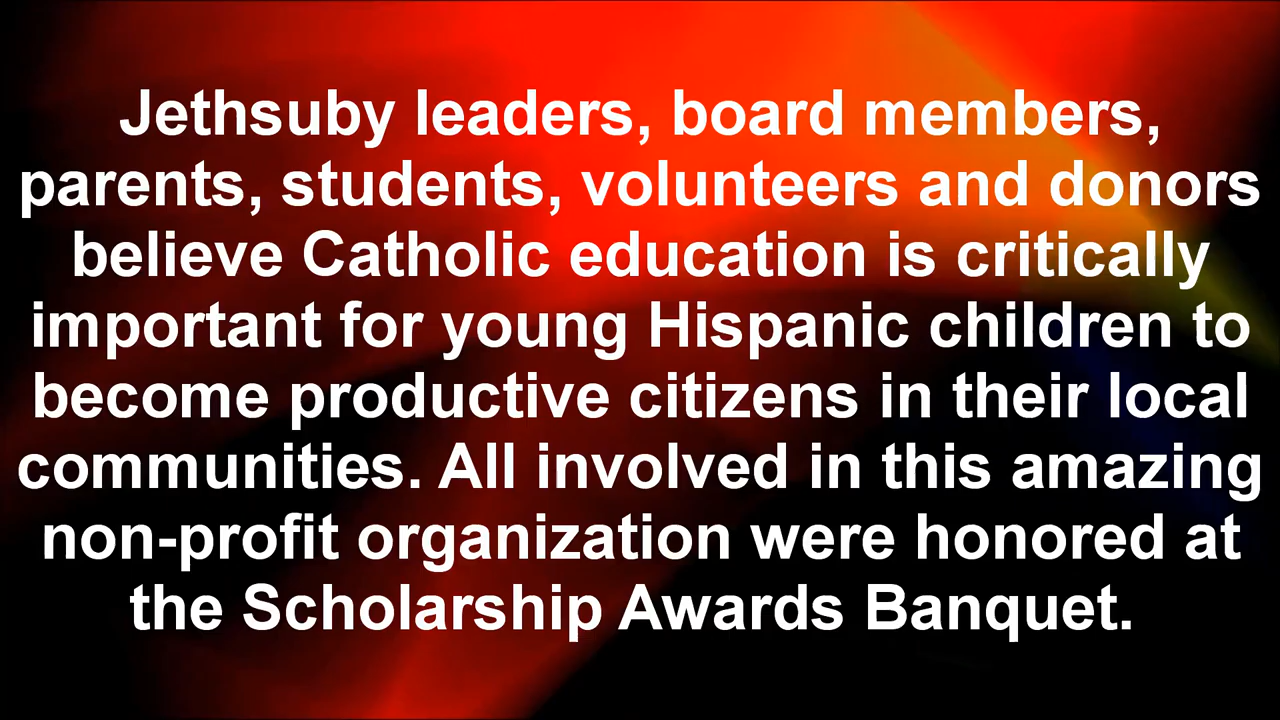 Jethsuby leaders, board members,
parents, students, volunteers and donors
believe Catholic education is critically
important for young Hispanic children to
become productive citizens in their local
communities. All involved in this amazing
non-profit organization were honored at
the Scholarship Awards Banquet.